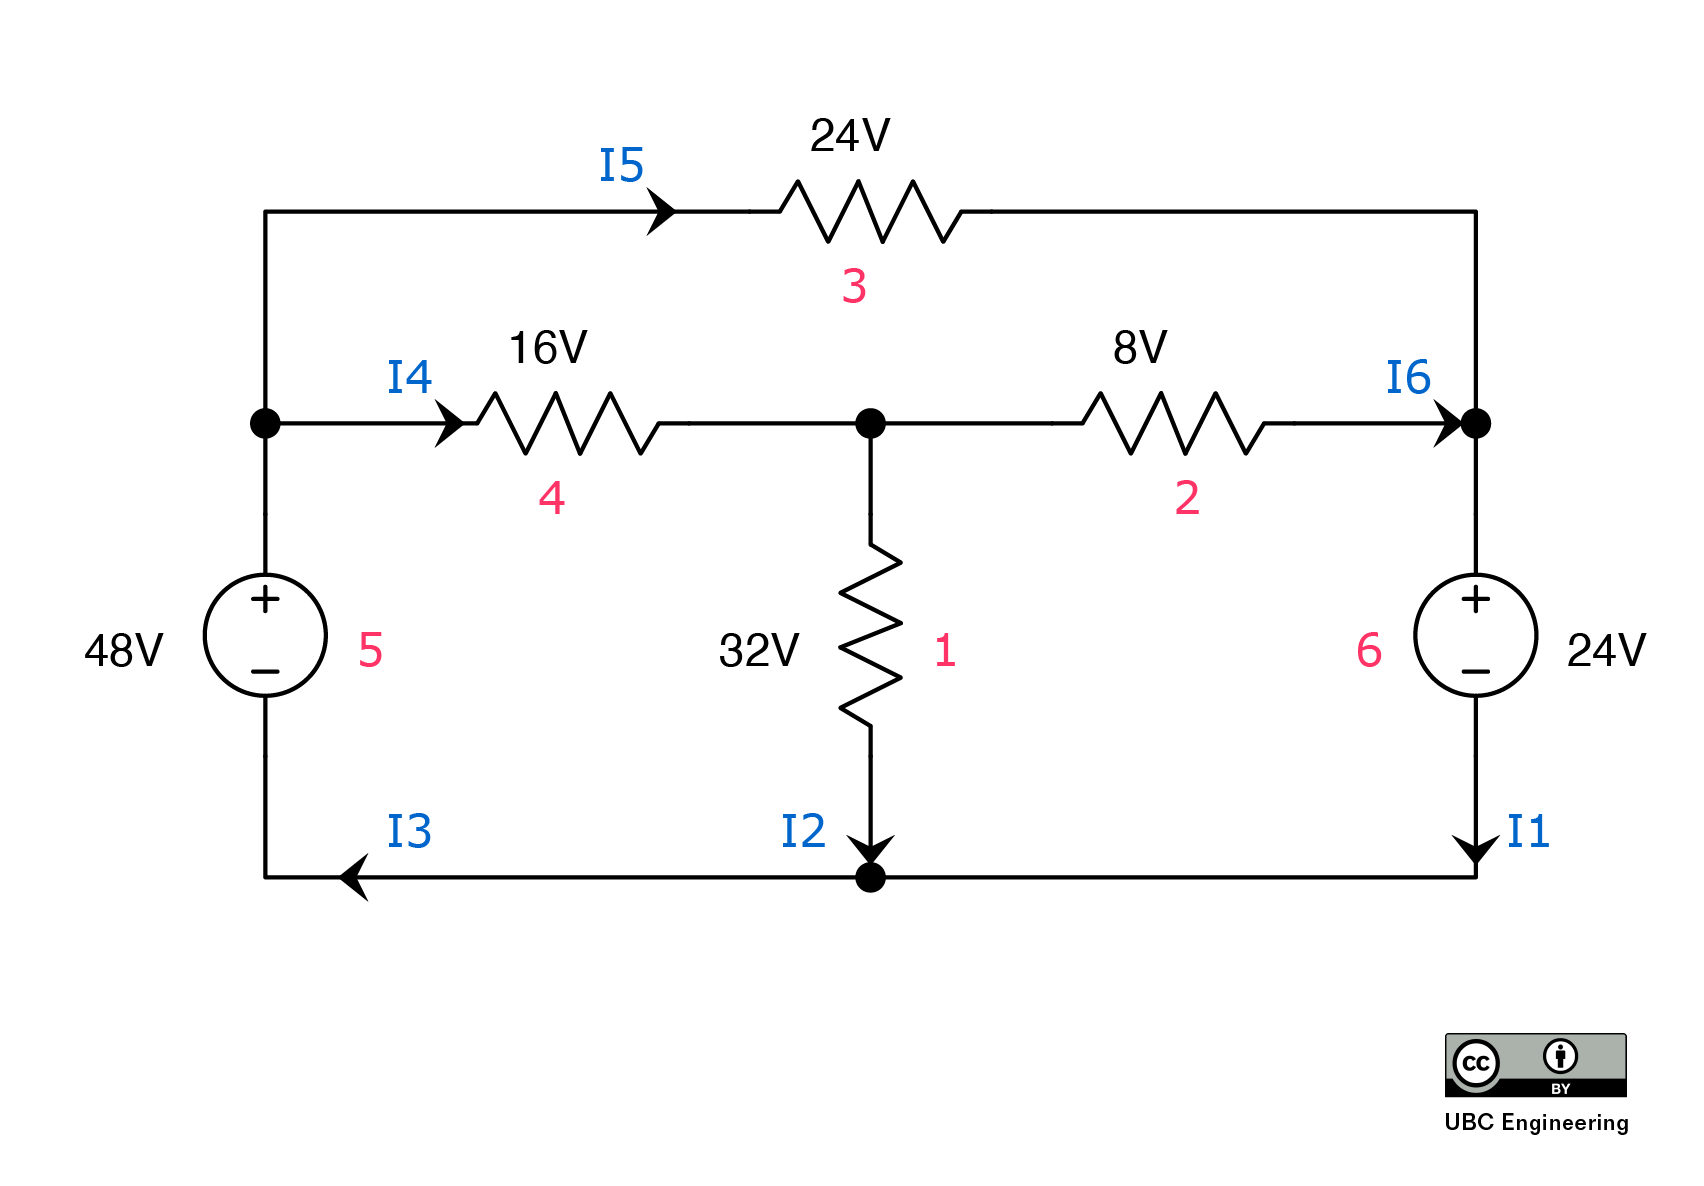 24V
I5
3
16V
8V
I4
I6
4
2
+
+
48V
5
32V
1
6
24V
−
−
I3
I2
I1
CC
BY
UBC Engineering